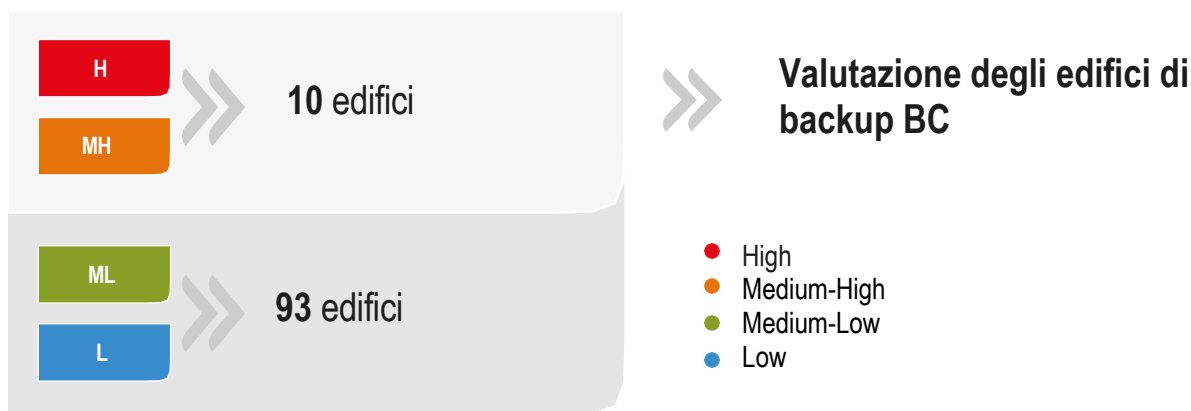 H
MH
10 edifici
Valutazione degli edifici di
backup BC
ML
L
93 edifici
High
Medium-High
Medium-Low
Low